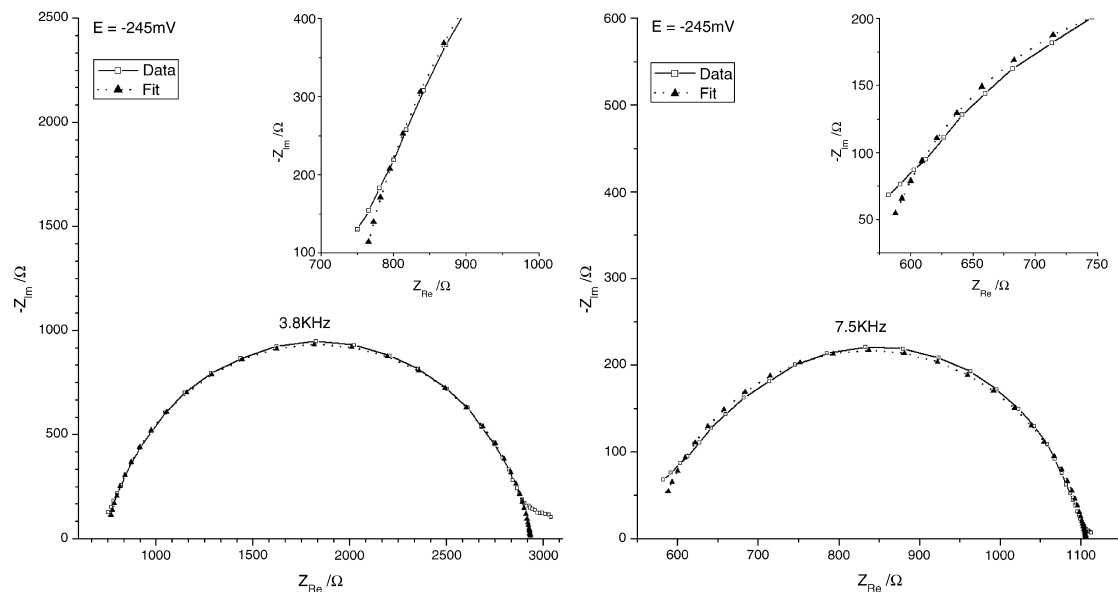 E = -245mV
Data
Fit
-Z_Im /Ω
2500
2000
1500
1000
500
0
1000
1500
2000
2500
3000
Z_Re /Ω
3.8KHz
-Z_Im /Ω
400
300
200
100
700
800
900
1000
Z_Re /Ω
E = -245mV
Data
Fit
-Z_Im /Ω
600
500
400
300
200
100
0
600
700
800
900
1000
1100
Z_Re /Ω
7.5KHz
-Z_Im /Ω
200
150
100
50
600
650
700
750
Z_Re /Ω